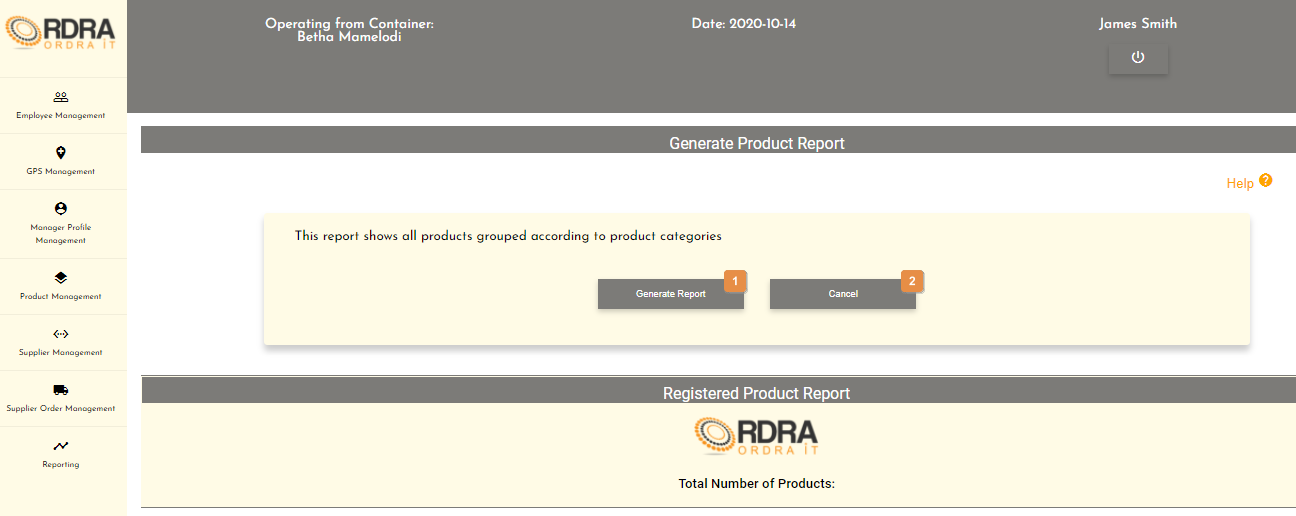 RDRA
ORDRA iT
Operating from Container:
Betha Mamelodi
Date: 2020-10-14
James Smith
Employee Management
GPS Management
Manager Profile
Management
Product Management
Supplier Management
Supplier Order Management
Reporting
Generate Product Report
Help ?
This report shows all products grouped according to product categories
Generate Report 1
Cancel 2
Registered Product Report
RDRA
ORDRA iT
Total Number of Products: